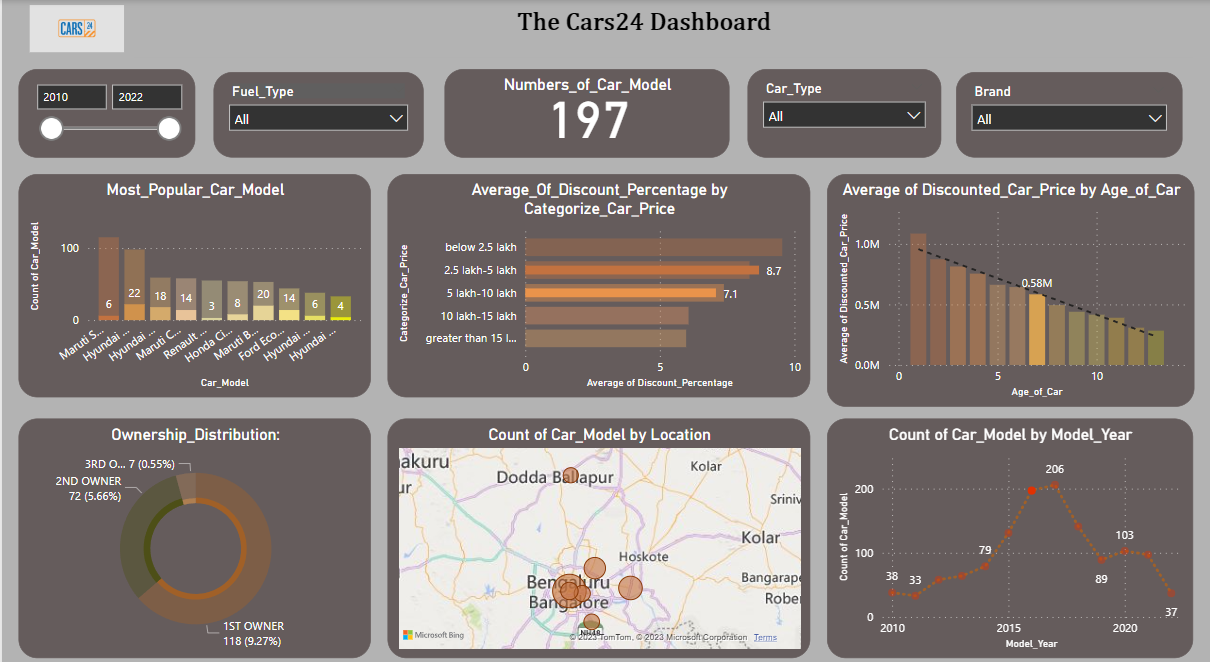 CARS 24
The Cars24 Dashboard
2010
2022
Fuel_Type
All
Numbers_of_Car_Model
197
Car_Type
All
Brand
All
Most_Popular_Car_Model
Count of Car_Model
100
0
6
22
18
14
3
8
20
14
6
4
Maruti S...
Hyundai ...
Hyundai ...
Maruti C...
Renault ...
Honda Ci...
Maruti B...
Ford Eco...
Hyundai ...
Hyundai ...
Car_Model
Average_Of_Discount_Percentage by
Categorize_Car_Price
Categorize_Car_Price
below 2.5 lakh
2.5 lakh-5 lakh
8.7
5 lakh-10 lakh
7.1
10 lakh-15 lakh
greater than 15 l...
0
5
10
Average of Discount_Percentage
Average of Discounted_Car_Price by Age_of_Car
Average of Discounted_Car_Price
1.0M
0.5M
0.0M
0.58M
0
5
10
Age_of_Car
Ownership_Distribution:
3RD O... 7 (0.55%)
2ND OWNER
72 (5.66%)
1ST OWNER
118 (9.27%)
Count of Car_Model by Location
akuru
ur
Dodda Ballapur
Kolar
Sriniv
Kolar
Hoskote
Bengaluru
Bangalore
Bangarape
Rober
NH48
Microsoft Bing
© 2023 TomTom, © 2023 Microsoft Corporation Terms
Count of Car_Model by Model_Year
Count of Car_Model
200
100
0
38
33
79
206
89
103
37
2010
2015
2020
Model_Year